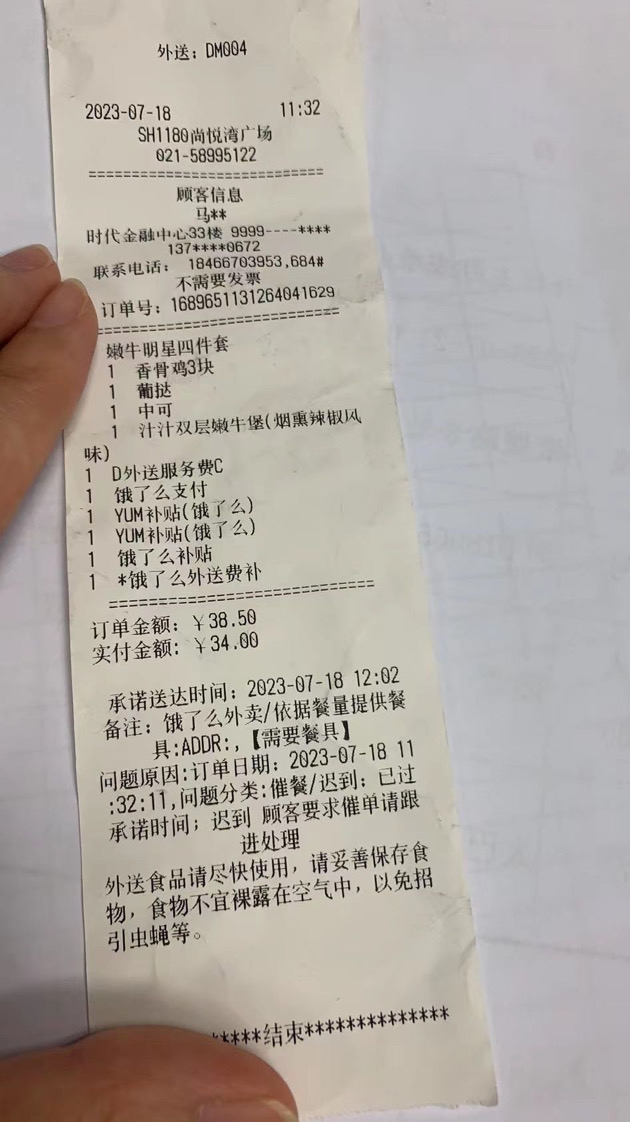 外送：DM004
2023-07-18 11:32
SH1180尚悦湾广场
021-58995122
===========================
顾客信息
马**
时代金融中心33楼 9999----****
137****0672
联系电话： 18466703953,684#
不需要发票
订单号：1689651131264041629
===========================
嫩牛明星四件套
1 香骨鸡3块
1 葡挞
1 中可
1 汁汁双层嫩牛堡(烟熏辣椒风
味)
1 D外送服务费C
1 饿了么支付
1 YUM补贴(饿了么)
1 YUM补贴(饿了么)
1 饿了么补贴
1 *饿了么外送费补
===========================
订单金额：￥38.50
实付金额：￥34.00
承诺送达时间：2023-07-18 12:02
备注：饿了么外卖/依据餐量提供餐
具:ADDR:,【需要餐具】
问题原因:订单日期：2023-07-18 11
:32:11,问题分类:催餐/迟到；已过
承诺时间；迟到 顾客要求催单请跟
进处理
外送食品请尽快使用，请妥善保存食
物，食物不宜裸露在空气中，以免招
引虫蝇等。
*****结束**************